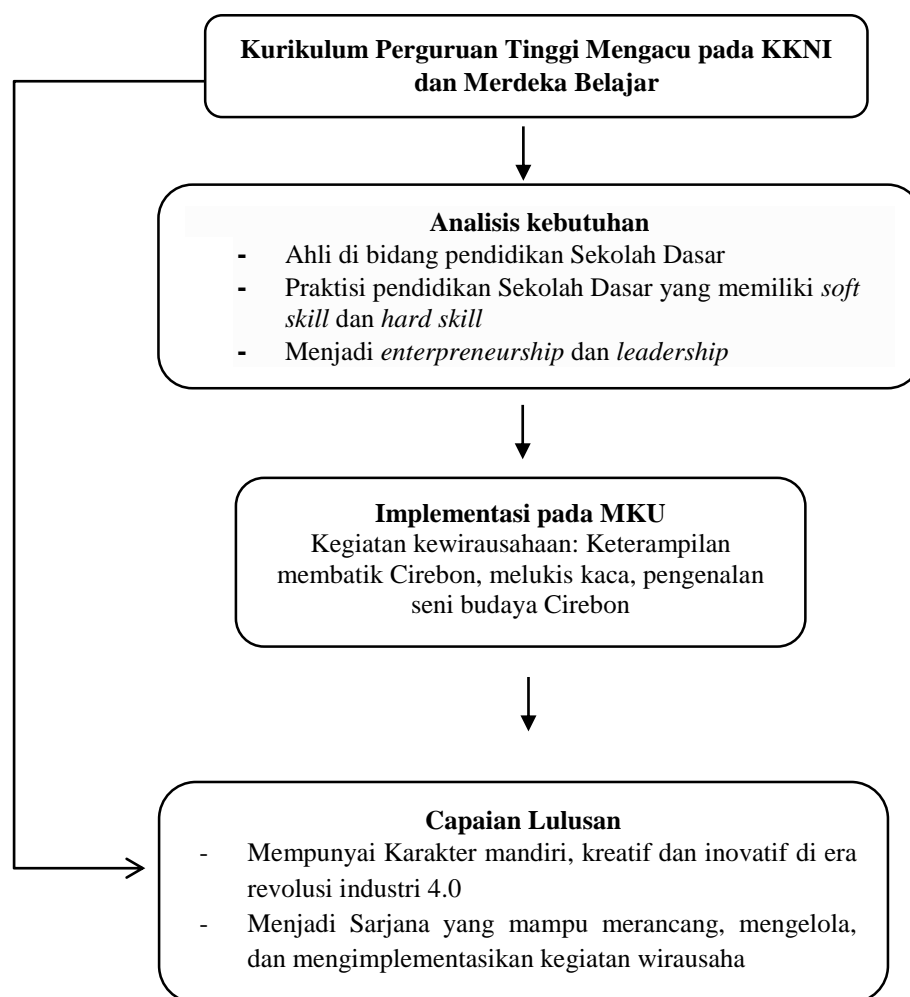 Kurikulum Perguruan Tinggi Mengacu pada KKNI
dan Merdeka Belajar
Analisis kebutuhan
- Ahli di bidang pendidikan Sekolah Dasar
- Praktisi pendidikan Sekolah Dasar yang memiliki soft
skill dan hard skill
- Menjadi enterpreneurship dan leadership
Implementasi pada MKU
Kegiatan kewirausahaan: Keterampilan
membatik Cirebon, melukis kaca, pengenalan
seni budaya Cirebon
Capaian Lulusan
- Mempunyai Karakter mandiri, kreatif dan inovatif di era
revolusi industri 4.0
- Menjadi Sarjana yang mampu merancang, mengelola,
dan mengimplementasikan kegiatan wirausaha